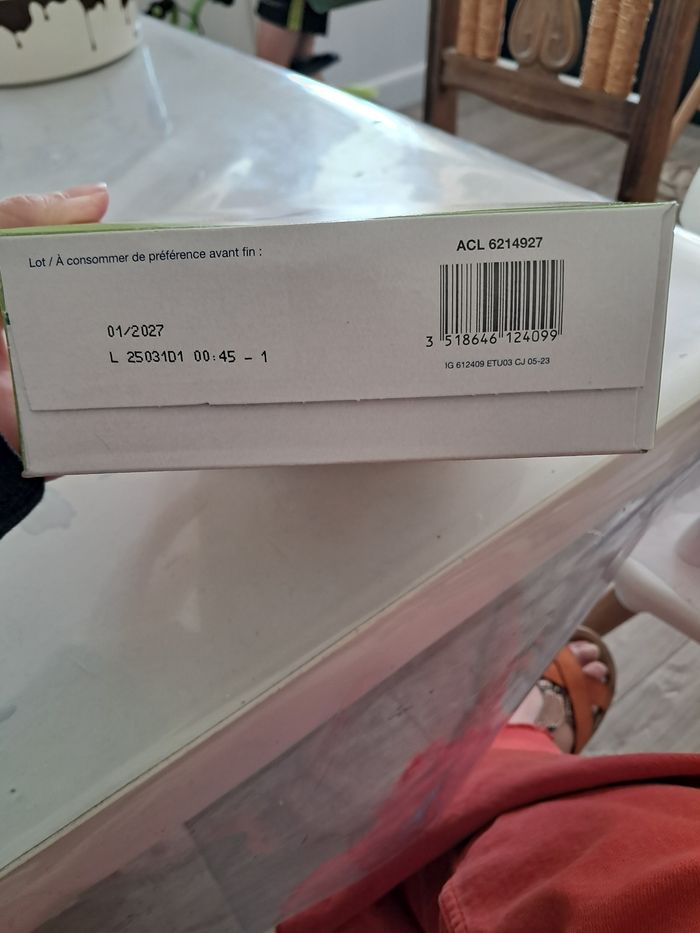 Lot / À consommer de préférence avant fin :
01/2027
L 25031D1 00:45 - 1
ACL 6214927
3 518646 124099
IG 612409 ETU03 CJ 05-23